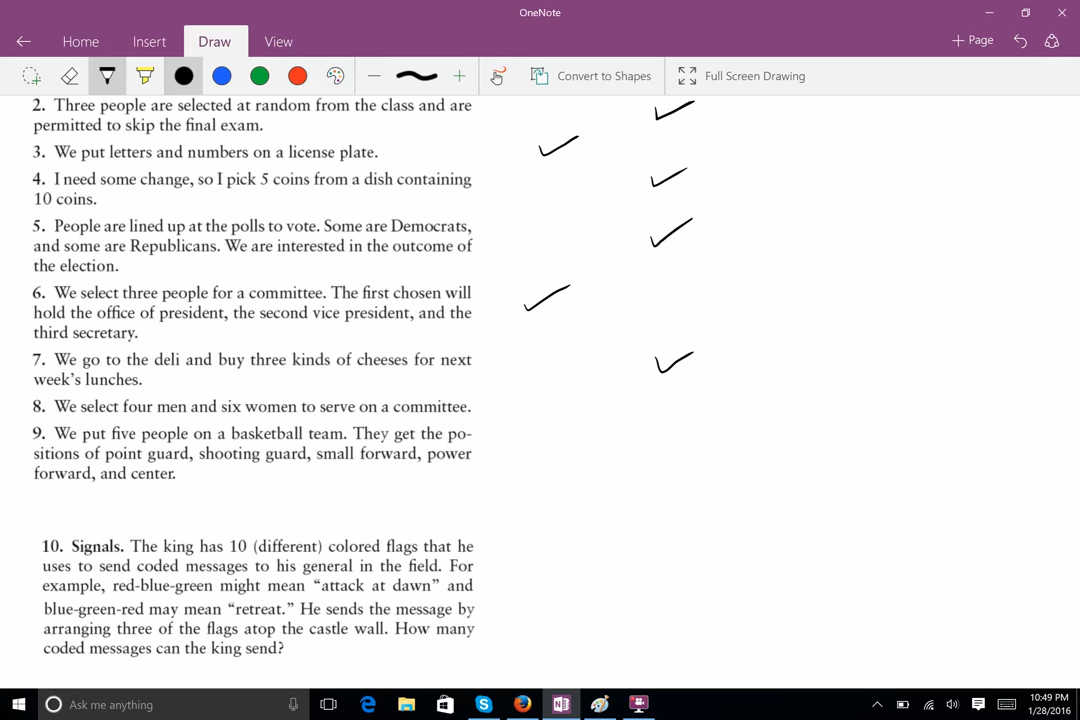 OneNote
Home Insert Draw View
+ Page
Convert to Shapes Full Screen Drawing
2. Three people are selected at random from the class and are
permitted to skip the final exam.
3. We put letters and numbers on a license plate.
4. I need some change, so I pick 5 coins from a dish containing
10 coins.
5. People are lined up at the polls to vote. Some are Democrats,
and some are Republicans. We are interested in the outcome of
the election.
6. We select three people for a committee. The first chosen will
hold the office of president, the second vice president, and the
third secretary.
7. We go to the deli and buy three kinds of cheeses for next
week's lunches.
8. We select four men and six women to serve on a committee.
9. We put five people on a basketball team. They get the po-
sitions of point guard, shooting guard, small forward, power
forward, and center.
10. Signals. The king has 10 (different) colored flags that he
uses to send coded messages to his general in the field. For
example, red-blue-green might mean “attack at dawn” and
blue-green-red may mean “retreat.” He sends the message by
arranging three of the flags atop the castle wall. How many
coded messages can the king send?
Ask me anything
10:49 PM
1/28/2016